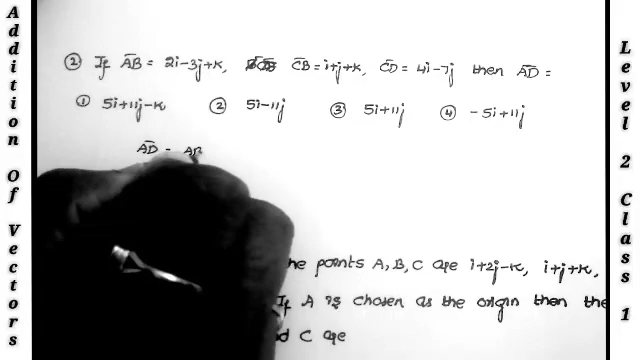 Addition Of Vectors
② If AB̄ = 2i-3j+k, CB̄ = i+j+k, CD̄ = 4i-7j then AD̄ =
① 5i+11j-k ② 5i-11j ③ 5i+11j ④ -5i+11j
AD̄ = AB
he points A, B, C are i+2j-k, i+j+k,
If A is chosen as the origin then the
d C are
Level 2 Class 1